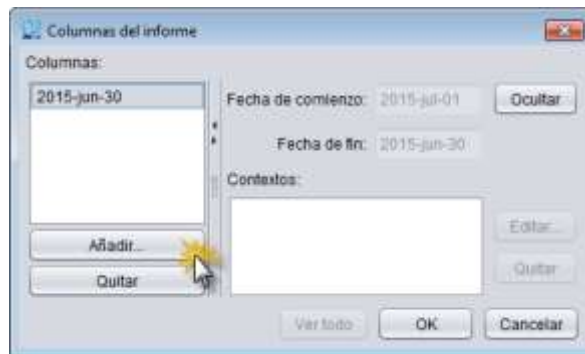 Columnas del informe
Columnas:
2015-jun-30
Fecha de comienzo: 2015-jul-01
Ocultar
Fecha de fin: 2015-jun-30
Contextos:
Añadir...
Quitar
Editar...
Quitar
Ver todo
OK
Cancelar